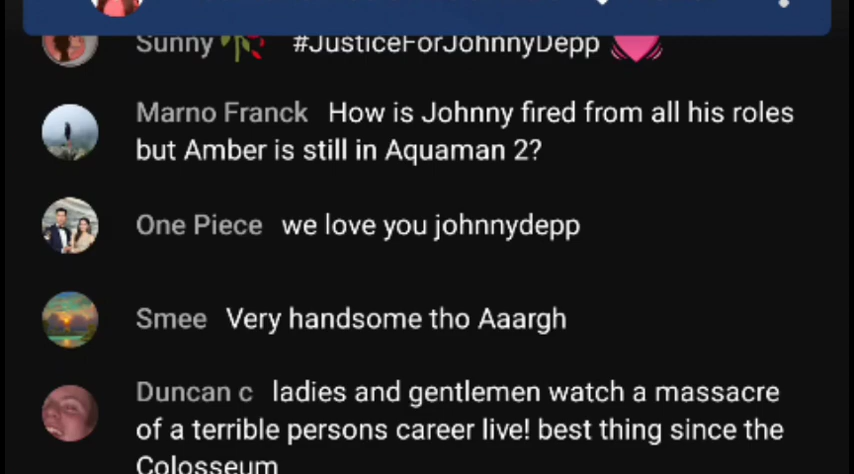 Sunny 🥀 #JusticeForJohnnyDepp 💓
Marno Franck How is Johnny fired from all his roles
but Amber is still in Aquaman 2?
One Piece we love you johnnydepp
Smee Very handsome tho Aaargh
Duncan c ladies and gentlemen watch a massacre
of a terrible persons career live! best thing since the
Colosseum